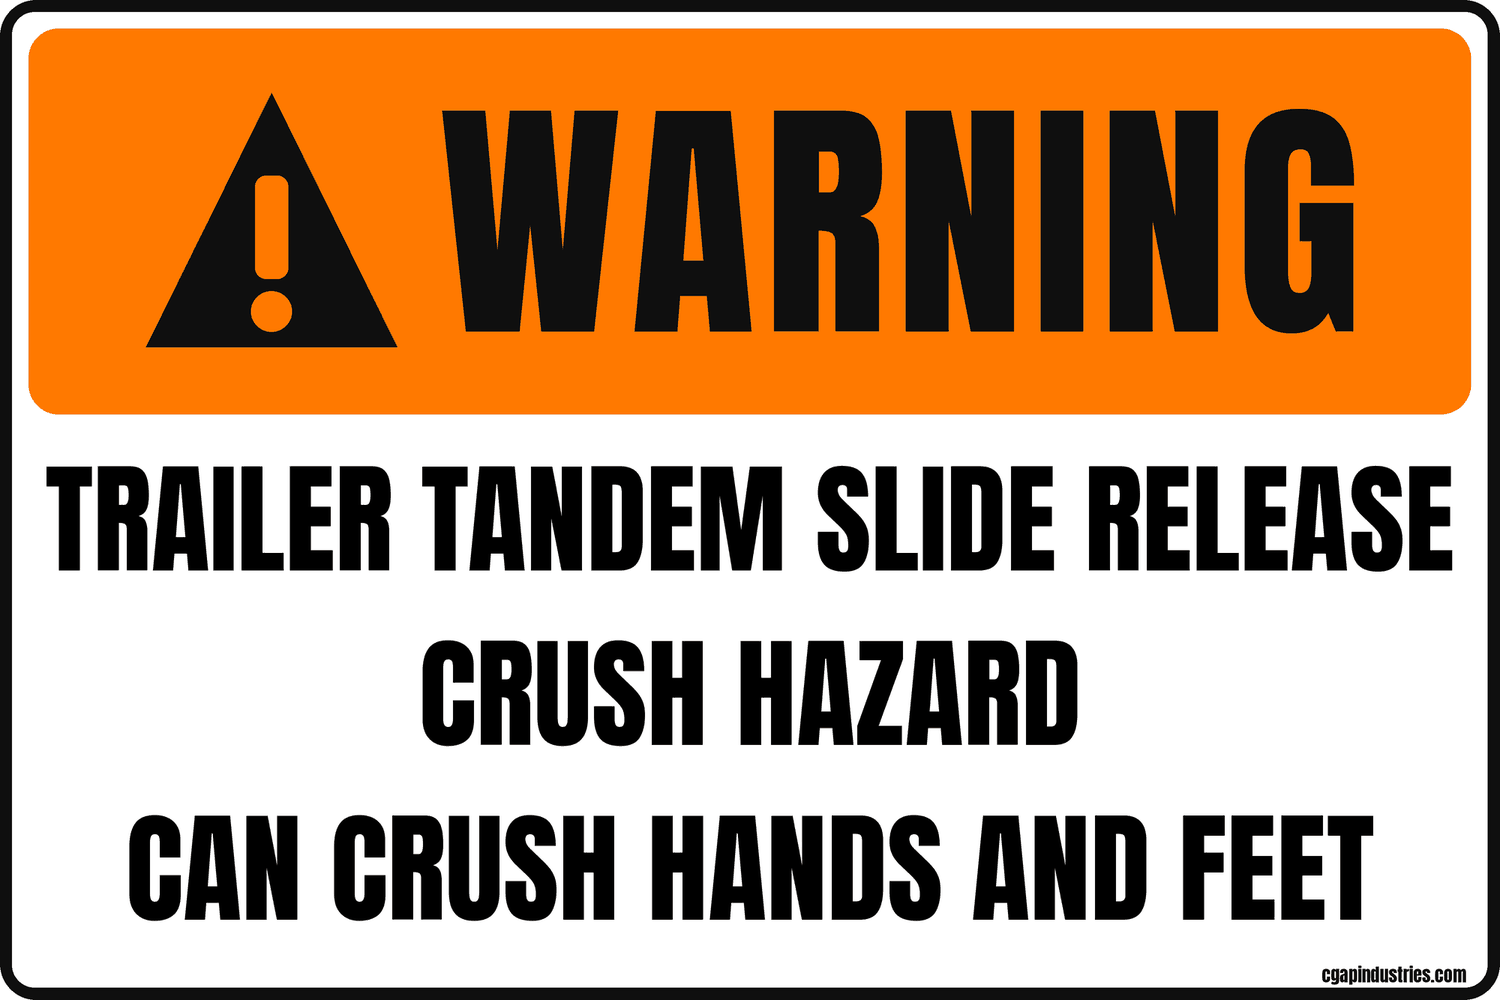 WARNING
TRAILER TANDEM SLIDE RELEASE
CRUSH HAZARD
CAN CRUSH HANDS AND FEET
cgapindustries.com